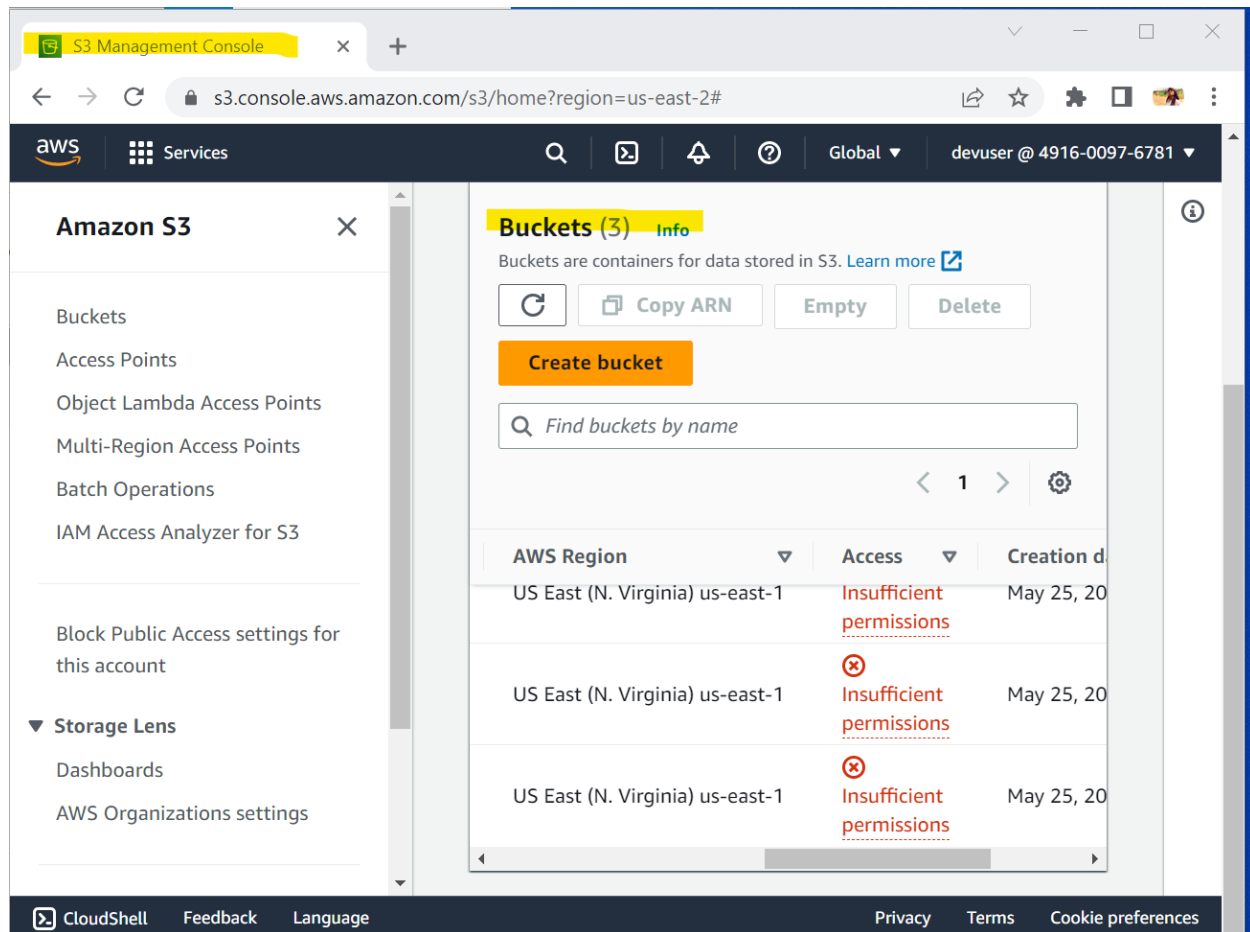 S3 Management Console
s3.console.aws.amazon.com/s3/home?region=us-east-2#
aws
Services
Global
devuser @ 4916-0097-6781
Amazon S3
Buckets
Access Points
Object Lambda Access Points
Multi-Region Access Points
Batch Operations
IAM Access Analyzer for S3
Block Public Access settings for
this account
Storage Lens
Dashboards
AWS Organizations settings
Buckets (3) Info
Buckets are containers for data stored in S3. Learn more
Copy ARN
Empty
Delete
Create bucket
Find buckets by name
1
AWS Region
Access
Creation d
US East (N. Virginia) us-east-1
Insufficient
permissions
May 25, 20
US East (N. Virginia) us-east-1
Insufficient
permissions
May 25, 20
US East (N. Virginia) us-east-1
Insufficient
permissions
May 25, 20
CloudShell
Feedback
Language
Privacy
Terms
Cookie preferences